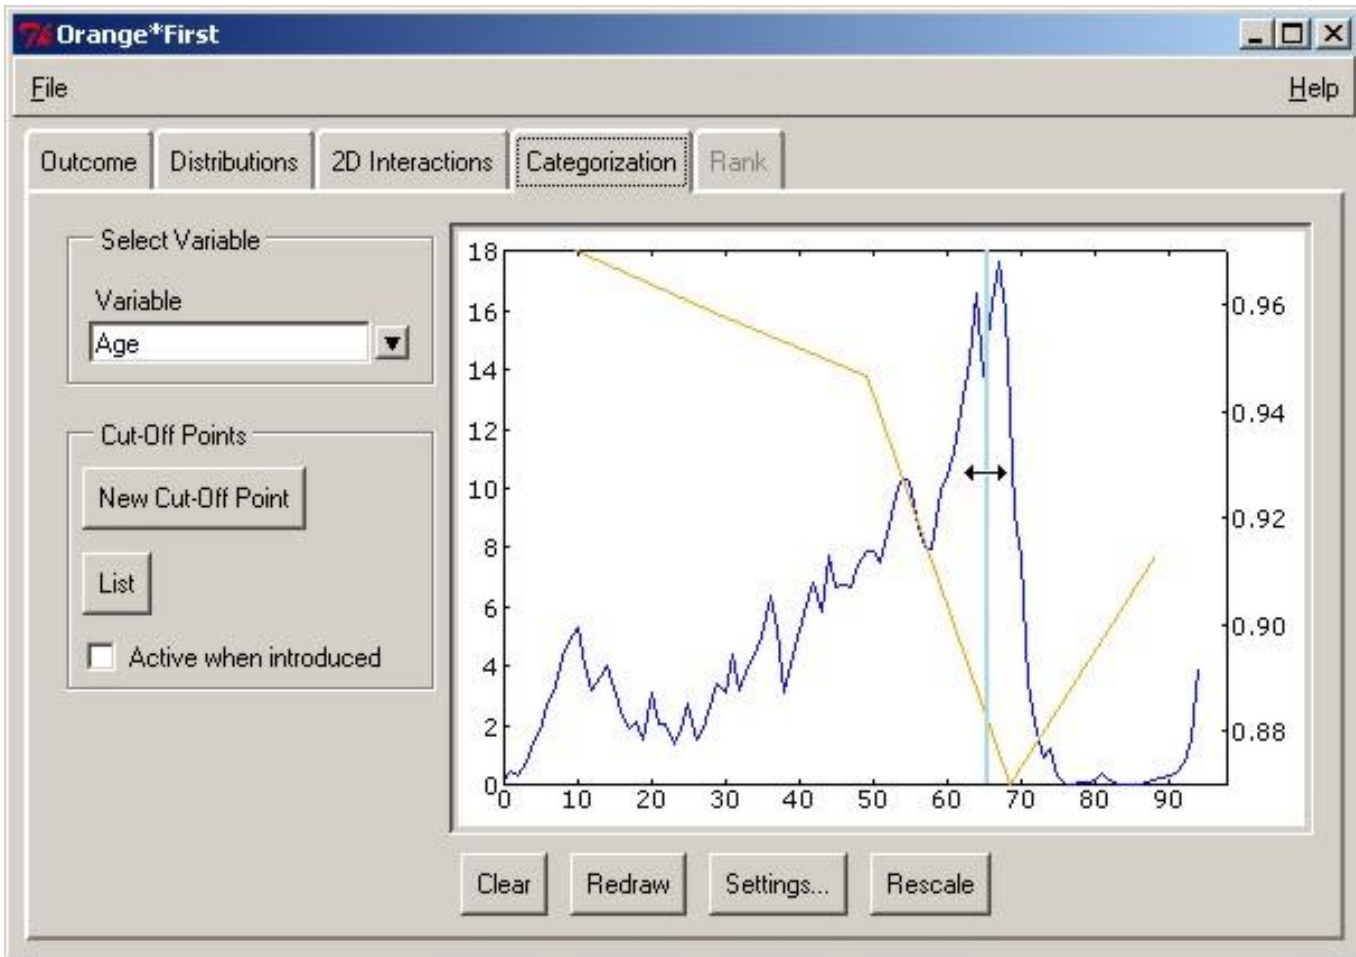 Orange*First
File Help
Outcome Distributions 2D Interactions Categorization Rank
Select Variable
Variable
Age
Cut-Off Points
New Cut-Off Point
List
Active when introduced
18
16
14
12
10
8
6
4
2
0
0 10 20 30 40 50 60 70 80 90
0.96
0.94
0.92
0.90
0.88
Clear Redraw Settings... Rescale